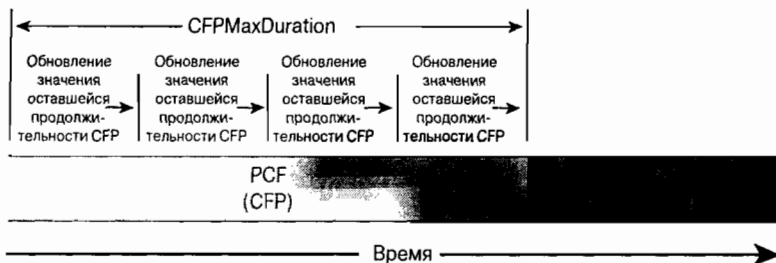 CFPMaxDuration
Обновление
значения
оставшейся
продолжи-
тельности CFP
Обновление
значения
оставшейся
продолжи-
тельности CFP
Обновление
значения
оставшейся
продолжи-
тельности CFP
Обновление
значения
оставшейся
продолжи-
тельности CFP
PCF
(CFP)
Время